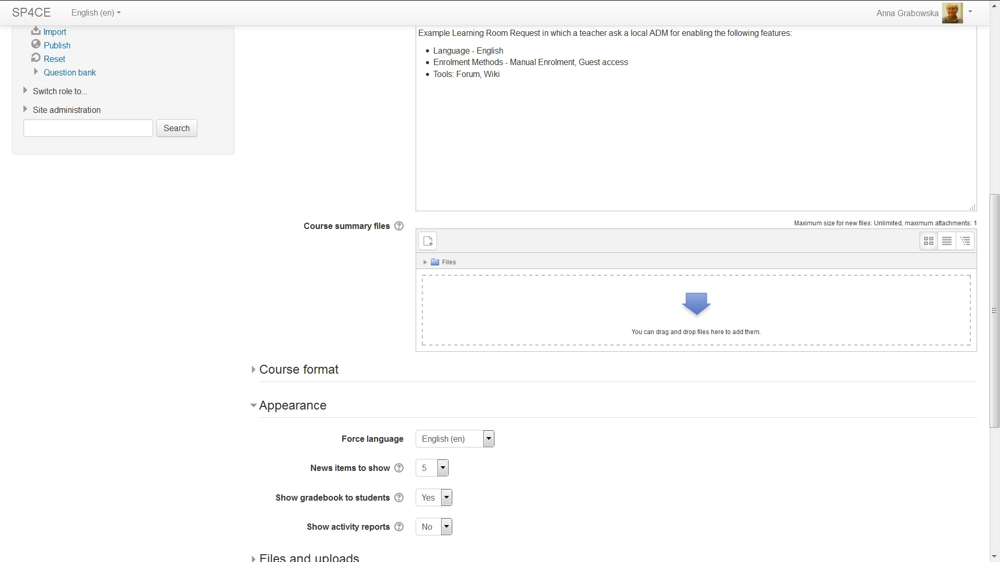 SP4CE
English (en)
Anna Grabowska
Import
Publish
Reset
Question bank
Switch role to...
Site administration
Search
Example Learning Room Request in which a teacher ask a local ADM for enabling the following features:
Language - English
Enrolment Methods - Manual Enrolment, Guest access
Tools: Forum, Wiki
Course summary files
Maximum size for new files: Unlimited, maximum attachments: 1
Files
You can drag and drop files here to add them.
Course format
Appearance
Force language English (en)
News items to show 5
Show gradebook to students Yes
Show activity reports No
Files and uploads